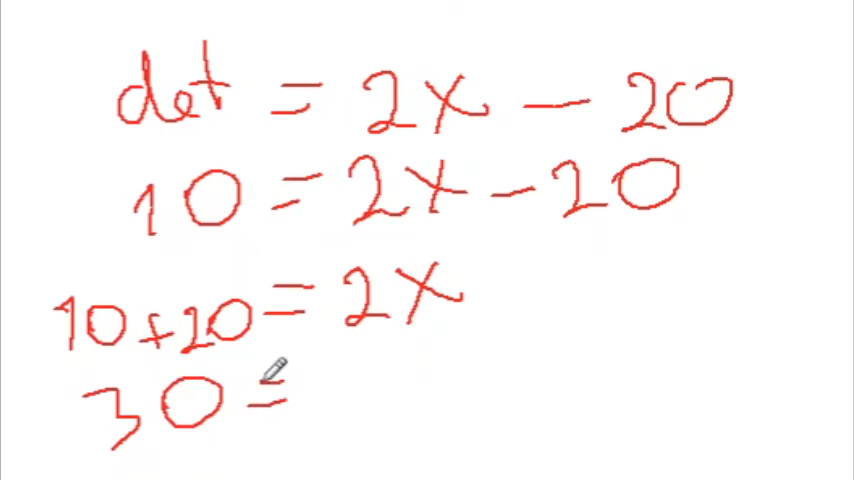 det = 2x - 20
10 = 2x - 20
10 + 20 = 2x
30 =